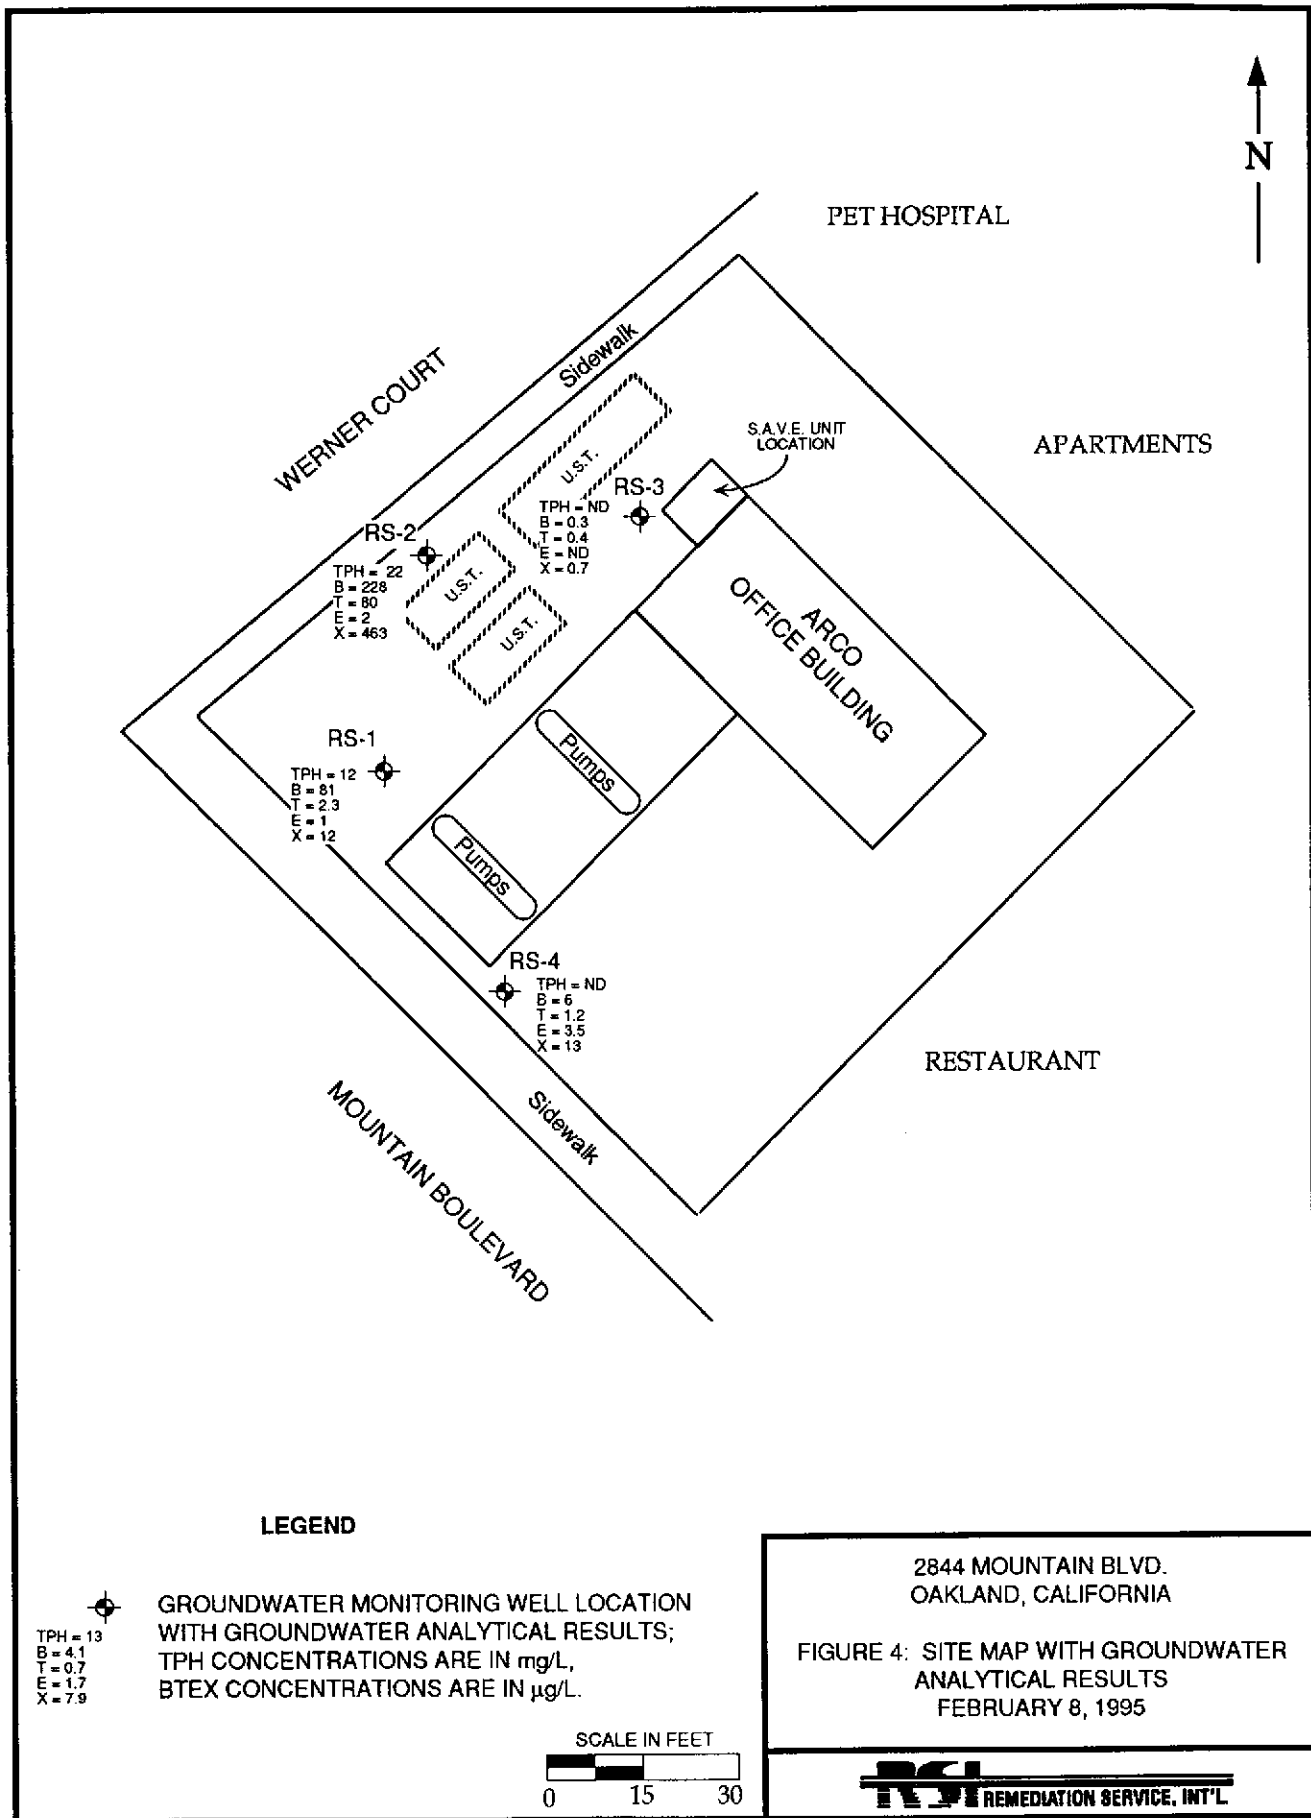 N
PET HOSPITAL
Sidewalk
WERNER COURT
S.A.V.E. UNIT
LOCATION
APARTMENTS
U.S.T.
RS-3
TPH = ND
B = 0.3
T = 0.4
E = ND
X = 0.7
RS-2
TPH = 22
B = 228
T = 80
E = 2
X = 463
U.S.T.
U.S.T.
ARCO
OFFICE BUILDING
RS-1
TPH = 12
B = 81
T = 2.3
E = 1
X = 12
Pumps
Pumps
RS-4
TPH = ND
B = 6
T = 1.2
E = 3.5
X = 13
RESTAURANT
Sidewalk
MOUNTAIN BOULEVARD
LEGEND
TPH = 13
B = 4.1
T = 0.7
E = 1.7
X = 7.9
GROUNDWATER MONITORING WELL LOCATION
WITH GROUNDWATER ANALYTICAL RESULTS;
TPH CONCENTRATIONS ARE IN mg/L,
BTEX CONCENTRATIONS ARE IN µg/L.
SCALE IN FEET
0 15 30
2844 MOUNTAIN BLVD.
OAKLAND, CALIFORNIA
FIGURE 4: SITE MAP WITH GROUNDWATER
ANALYTICAL RESULTS
FEBRUARY 8, 1995
RSI REMEDIATION SERVICE, INT'L.